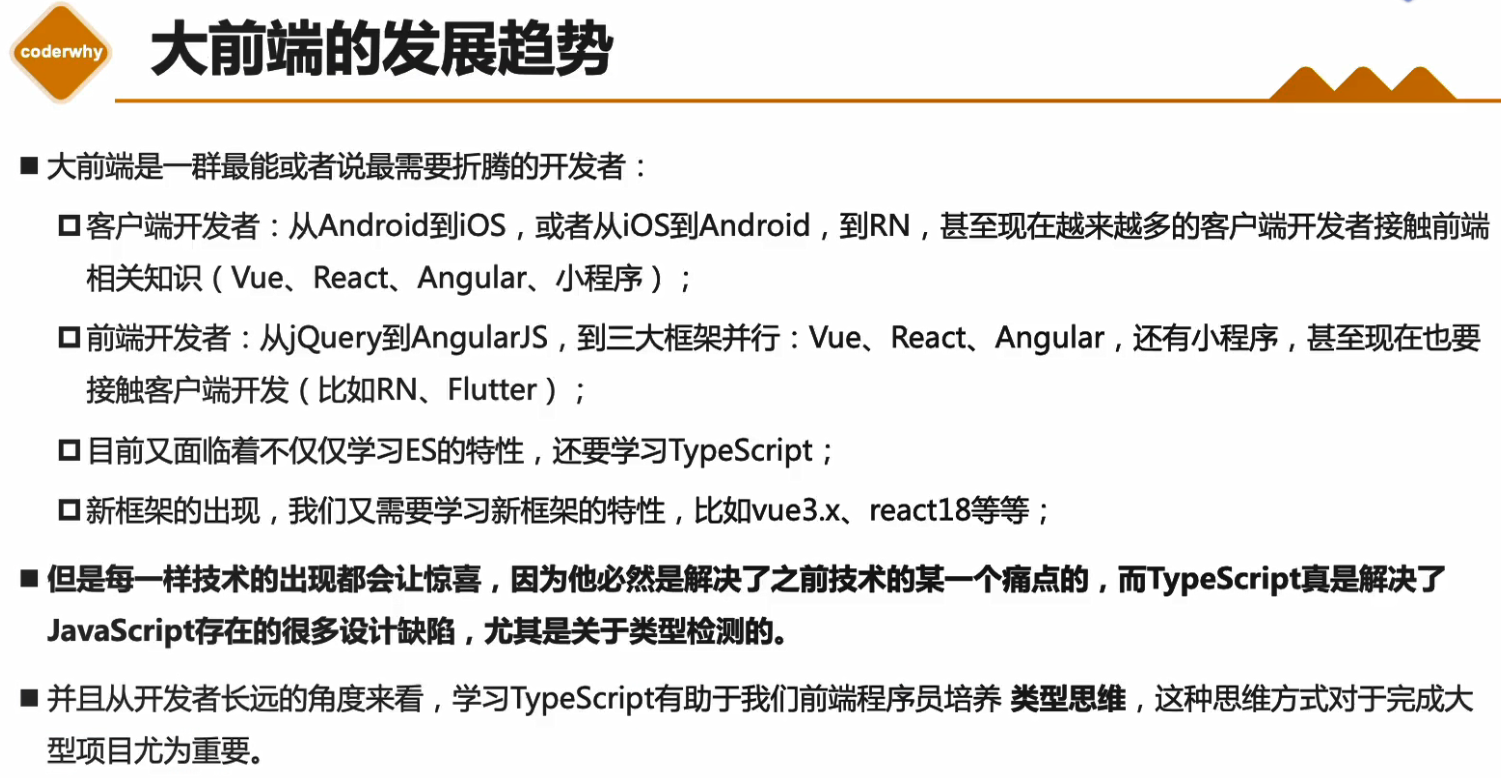 coderwhy
大前端的发展趋势
大前端是一群最能或者说最需要折腾的开发者：
客户端开发者：从Android到iOS，或者从iOS到Android，到RN，甚至现在越来越多的客户端开发者接触前端
相关知识（Vue、React、Angular、小程序）；
前端开发者：从jQuery到AngularJS，到三大框架并行：Vue、React、Angular，还有小程序，甚至现在也要
接触客户端开发（比如RN、Flutter）；
目前又面临着不仅仅学习ES的特性，还要学习TypeScript；
新框架的出现，我们又需要学习新框架的特性，比如vue3.x、react18等等；
但是每一样技术的出现都会让惊喜，因为他必然是解决了之前技术的某一个痛点的，而TypeScript真是解决了
JavaScript存在的很多设计缺陷，尤其是关于类型检测的。
并且从开发者长远的角度来看，学习TypeScript有助于我们前端程序员培养 类型思维，这种思维方式对于完成大
型项目尤为重要。